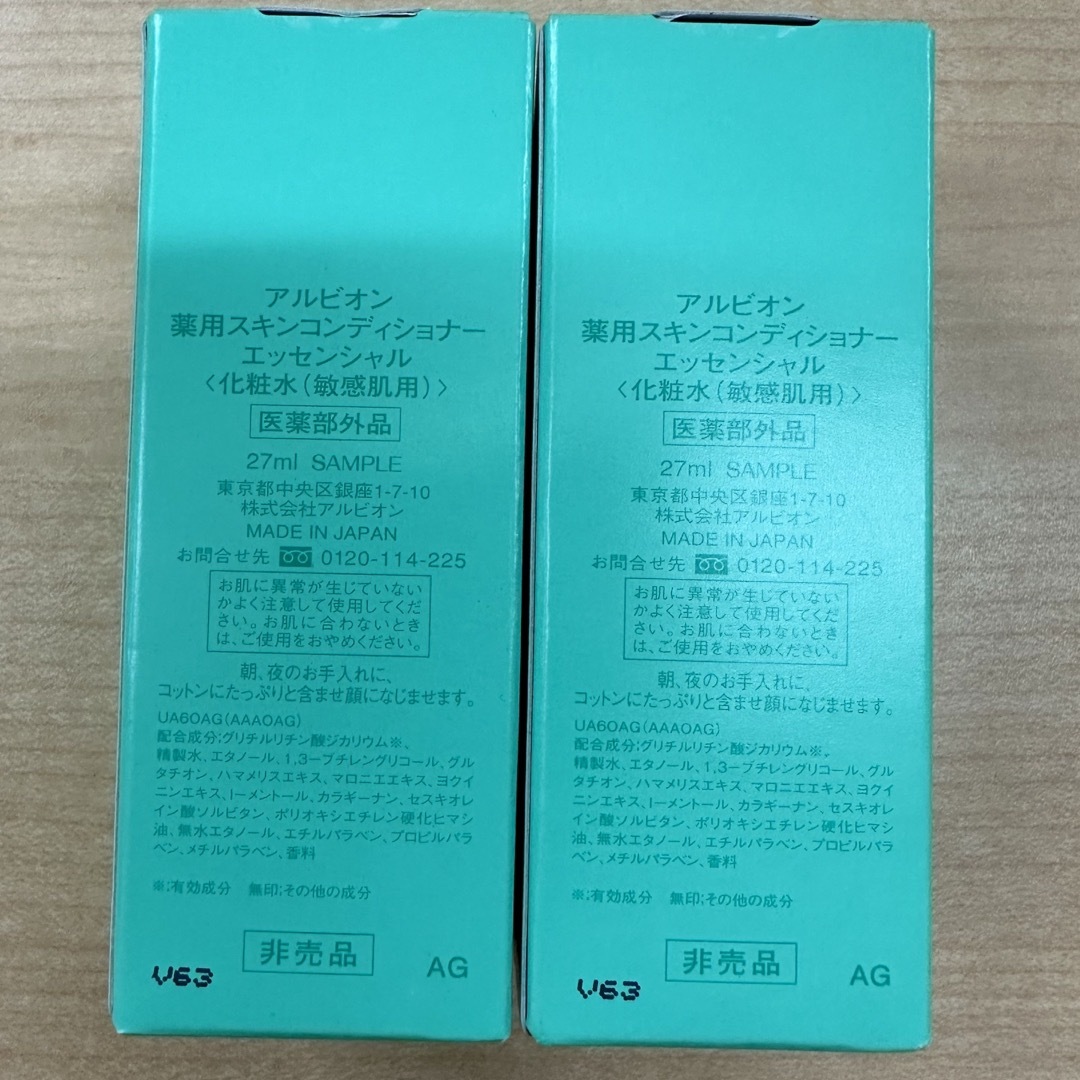 アルビオン
薬用スキンコンディショナー
エッセンシャル
〈化粧水(敏感肌用)〉
医薬部外品
27ml SAMPLE
東京都中央区銀座1-7-10
株式会社アルビオン
MADE IN JAPAN
お問合せ先 0120-114-225
お肌に異常が生じていない
かよく注意して使用してくだ
さい。お肌に合わないとき
は、ご使用をおやめください。
朝、夜のお手入れに、
コットンにたっぷりと含ませ顔になじませます。
UA60AG(AAAOAG)
配合成分;グリチルリチン酸ジカリウム※、
精製水、エタノール、1,3ーブチレングリコール、グル
タチオン、ハマメリスエキス、マロニエエキス、ヨクイ
ニンエキス、lーメントール、カラギーナン、セスキオレ
イン酸ソルビタン、ポリオキシエチレン硬化ヒマシ
油、無水エタノール、エチルパラベン、プロピルパラ
ベン、メチルパラベン、香料
※;有効成分 無印;その他の成分
非売品
AG
V63
アルビオン
薬用スキンコンディショナー
エッセンシャル
〈化粧水(敏感肌用)〉
医薬部外品
27ml SAMPLE
東京都中央区銀座1-7-10
株式会社アルビオン
MADE IN JAPAN
お問合せ先 0120-114-225
お肌に異常が生じていない
かよく注意して使用してくだ
さい。お肌に合わないとき
は、ご使用をおやめください。
朝、夜のお手入れに、
コットンにたっぷりと含ませ顔になじませます。
UA60AG(AAAOAG)
配合成分;グリチルリチン酸ジカリウム※、
精製水、エタノール、1,3ーブチレングリコール、グル
タチオン、ハマメリスエキス、マロニエエキス、ヨクイ
ニンエキス、lーメントール、カラギーナン、セスキオレ
イン酸ソルビタン、ポリオキシエチレン硬化ヒマシ
油、無水エタノール、エチルパラベン、プロピルパラ
ベン、メチルパラベン、香料
※;有効成分 無印;その他の成分
非売品
AG
V63